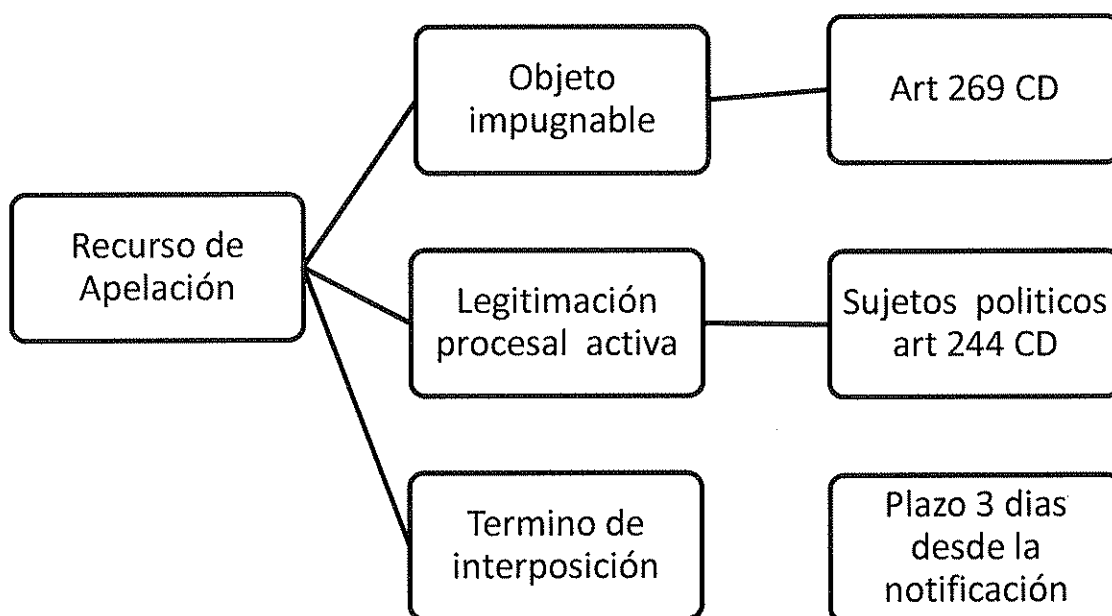 Recurso de
Apelación
Objeto
impugnable
Art 269 CD
Legitimación
procesal activa
Sujetos politicos
art 244 CD
Termino de
interposición
Plazo 3 dias
desde la
notificación